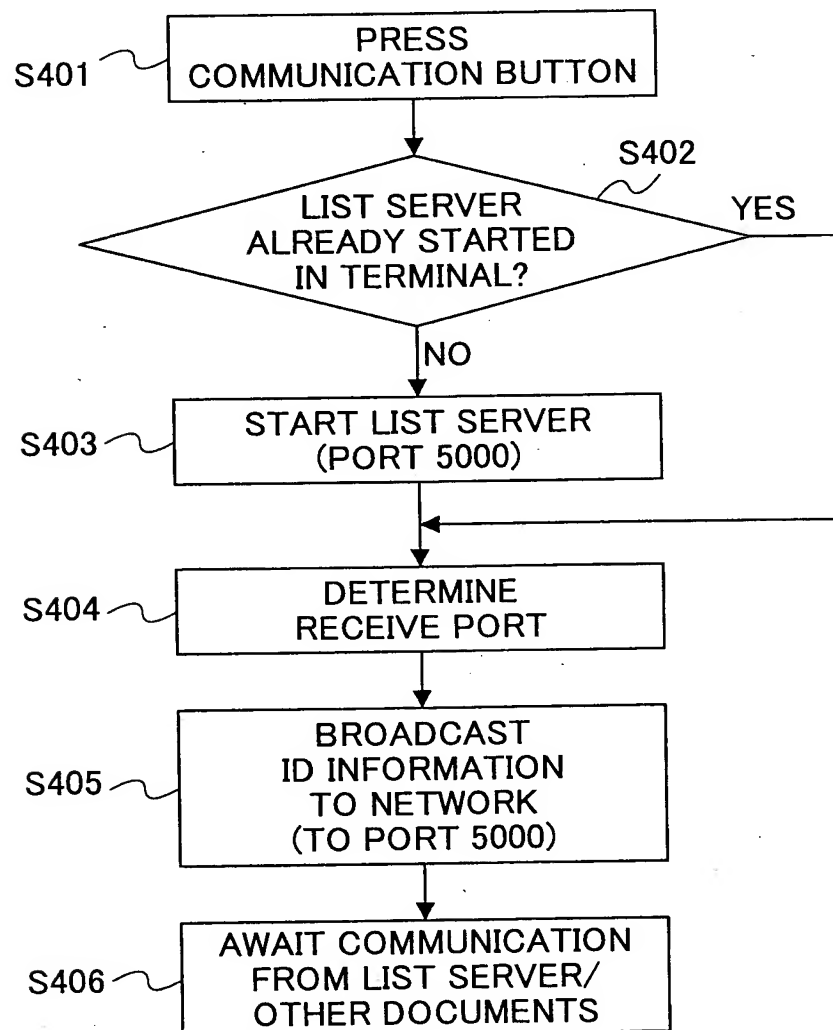 PRESS
COMMUNICATION BUTTON
S401
S402
LIST SERVER
ALREADY STARTED
IN TERMINAL?
YES
NO
START LIST SERVER
(PORT 5000)
S403
DETERMINE
RECEIVE PORT
S404
BROADCAST
ID INFORMATION
TO NETWORK
(TO PORT 5000)
S405
AWAIT COMMUNICATION
FROM LIST SERVER/
OTHER DOCUMENTS
S406